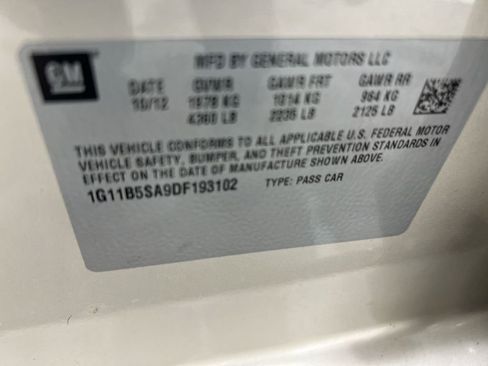 GM
MFD BY GENERAL MOTORS LLC
DATE GVWR GAWR FRT GAWR RR
10/12 1978 KG 1014 KG 964 KG
4360 LB 2235 LB 2125 LB
THIS VEHICLE CONFORMS TO ALL APPLICABLE U.S. FEDERAL MOTOR
VEHICLE SAFETY, BUMPER, AND THEFT PREVENTION STANDARDS IN
EFFECT ON THE DATE OF MANUFACTURE SHOWN ABOVE.
1G11B5SA9DF193102 TYPE: PASS CAR